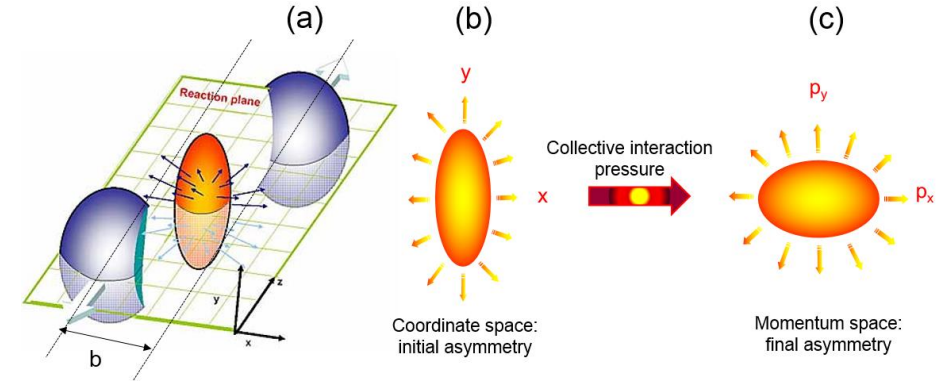 (a)
Reaction plane
y
z
x
b
(b)
y
x
Coordinate space:
initial asymmetry
Collective interaction
pressure
(c)
py
px
Momentum space:
final asymmetry